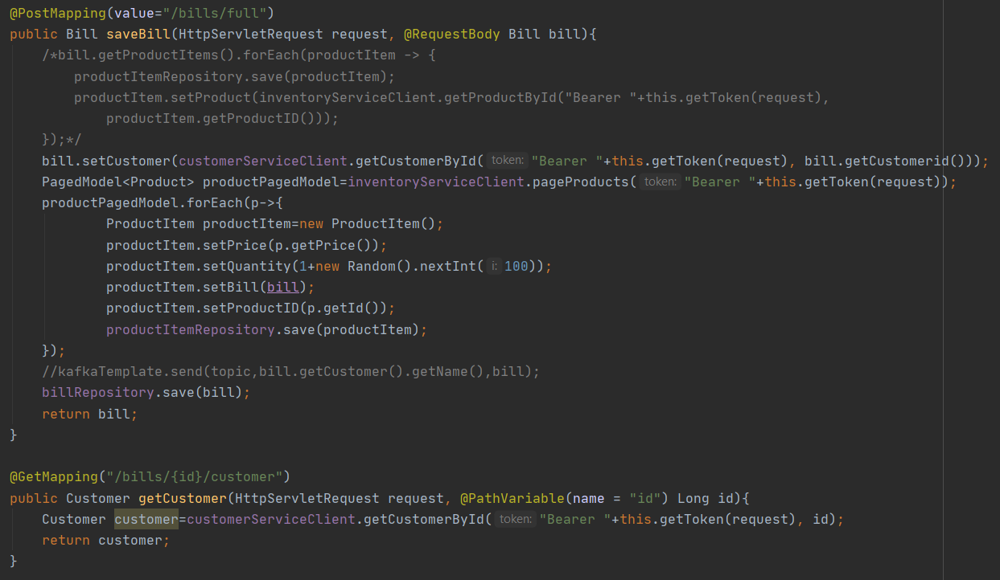 @PostMapping(value="/bills/full")
public Bill saveBill(HttpServletRequest request, @RequestBody Bill bill){
    /*bill.getProductItems().forEach(productItem -> {
        productItemRepository.save(productItem);
        productItem.setProduct(inventoryServiceClient.getProductById("Bearer "+this.getToken(request),
            productItem.getProductID()));
    });*/
    bill.setCustomer(customerServiceClient.getCustomerById( token: "Bearer "+this.getToken(request), bill.getCustomerid()));
    PagedModel<Product> productPagedModel=inventoryServiceClient.pageProducts( token: "Bearer "+this.getToken(request));
    productPagedModel.forEach(p->{
            ProductItem productItem=new ProductItem();
            productItem.setPrice(p.getPrice());
            productItem.setQuantity(1+new Random().nextInt( i: 100));
            productItem.setBill(bill);
            productItem.setProductID(p.getId());
            productItemRepository.save(productItem);
    });
    //kafkaTemplate.send(topic,bill.getCustomer().getName(),bill);
    billRepository.save(bill);
    return bill;
}

@GetMapping("/bills/{id}/customer")
public Customer getCustomer(HttpServletRequest request, @PathVariable(name = "id") Long id){
    Customer customer=customerServiceClient.getCustomerById( token: "Bearer "+this.getToken(request), id);
    return customer;
}